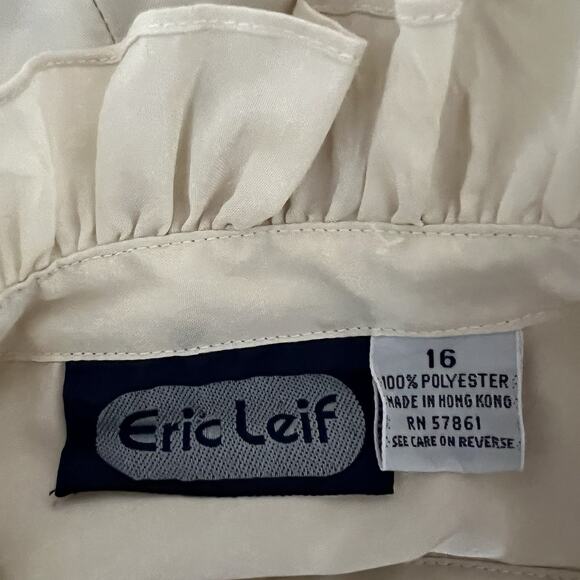 Eric Leif
16
100% POLYESTER
MADE IN HONG KONG
RN 57861
SEE CARE ON REVERSE